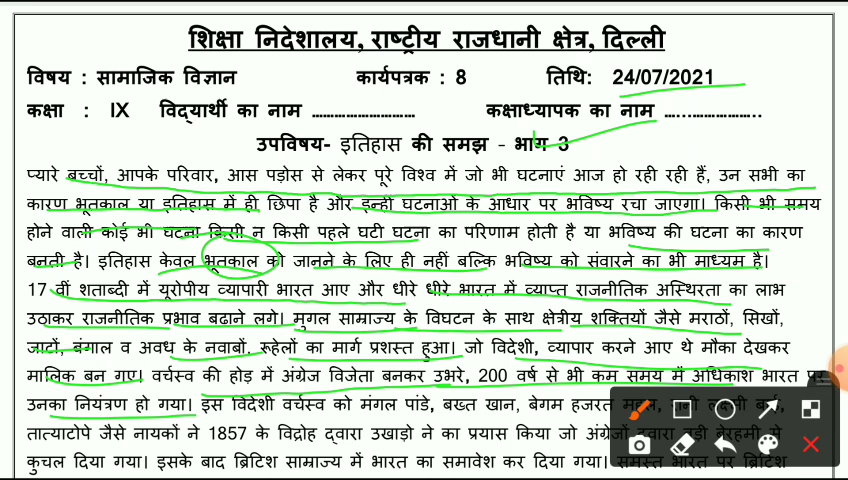 शिक्षा निदेशालय, राष्ट्रीय राजधानी क्षेत्र, दिल्ली
विषय : सामाजिक विज्ञान कार्यपत्रक : 8 तिथि: 24/07/2021
कक्षा : IX विद्यार्थी का नाम ........................... कक्षाध्यापक का नाम ........................
उपविषय- इतिहास की समझ - भाग 3
प्यारे बच्चों, आपके परिवार, आस पड़ोस से लेकर पूरे विश्व में जो भी घटनाएं आज हो रही रही हैं, उन सभी का
कारण भूतकाल या इतिहास में ही छिपा है और इन्हीं घटनाओं के आधार पर भविष्य रचा जाएगा। किसी भी समय
होने वाली कोई भी घटना किसी न किसी पहले घटी घटना का परिणाम होती है या भविष्य की घटना का कारण
बनती है। इतिहास केवल भूतकाल को जानने के लिए ही नहीं बल्कि भविष्य को संवारने का भी माध्यम है।
17 वीं शताब्दी में यूरोपीय व्यापारी भारत आए और धीरे धीरे भारत में व्याप्त राजनीतिक अस्थिरता का लाभ
उठाकर राजनीतिक प्रभाव बढ़ाने लगे। मुगल साम्राज्य के विघटन के साथ क्षेत्रीय शक्तियों जैसे मराठों, सिखों,
जाटों, बंगाल व अवध के नवाबों, रूहेलों का मार्ग प्रशस्त हुआ। जो विदेशी, व्यापार करने आए थे मौका देखकर
मालिक बन गए। वर्चस्व की होड़ में अंग्रेज विजेता बनकर उभरे, 200 वर्ष से भी कम समय में अधिकाश भारत पर
उनका नियंत्रण हो गया। इस विदेशी वर्चस्व को मंगल पांडे, बख्त खान, बेगम हजरत
तात्याटोपे जैसे नायकों ने 1857 के विद्रोह द्वारा उखाड़ो ने का प्रयास किया जो अंग्रेजों
कुचल दिया गया। इसके बाद ब्रिटिश साम्राज्य में भारत का समावेश कर दिया गया। समस्त भारत पर ब्रिटिश